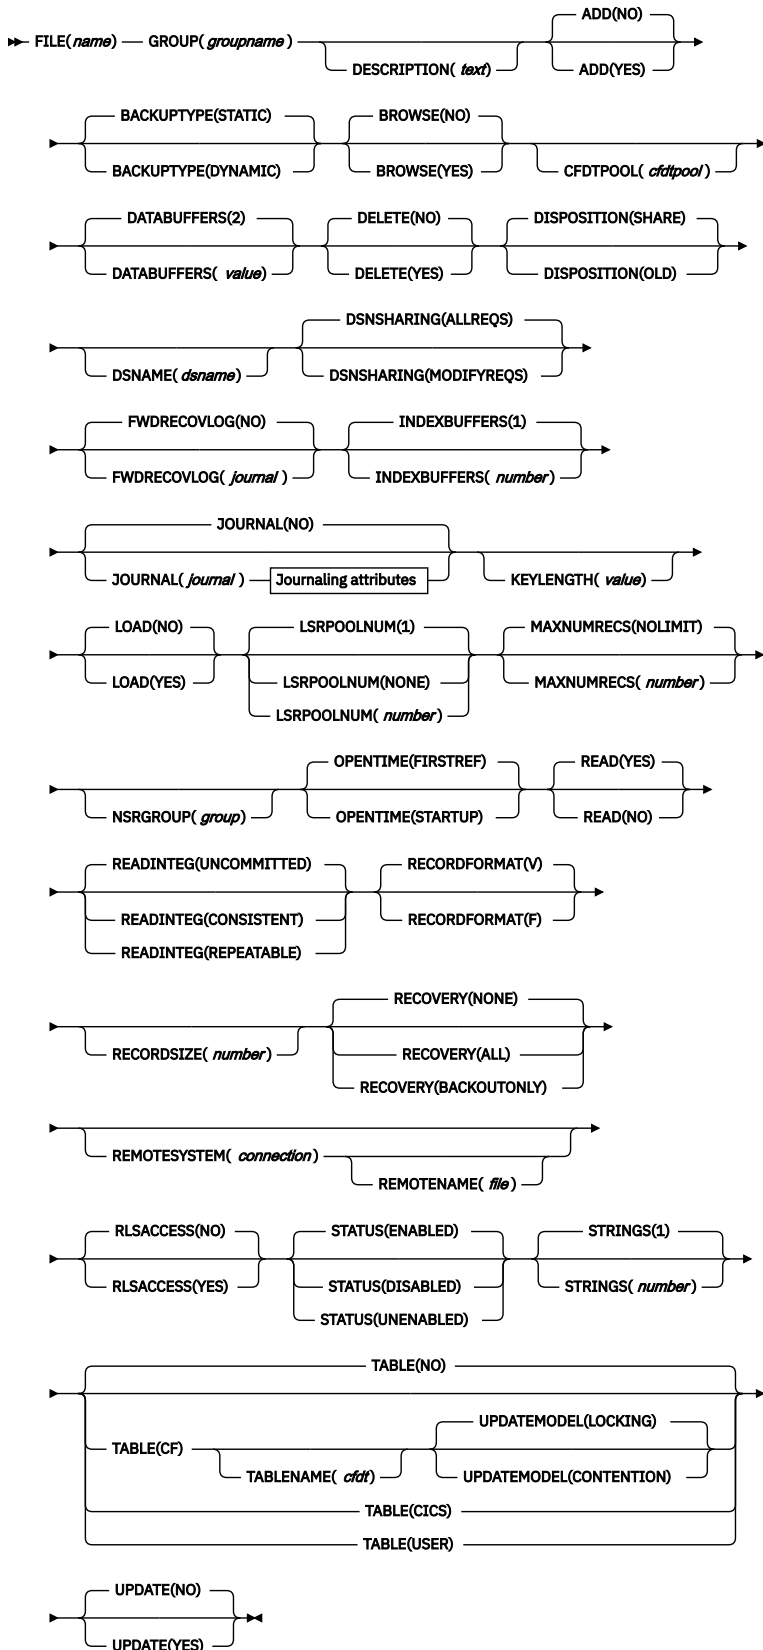 ADD(NO)
FILE(name) GROUP( groupname )
DESCRIPTION( text) ADD(YES)
BACKUPTYPE(STATIC) BROWSE(NO)
BACKUPTYPE(DYNAMIC) BROWSE(YES) CFDTPOOL( cfdtpool )
DATABUFFERS(2) DELETE(NO) DISPOSITION(SHARE)
DATABUFFERS( value) DELETE(YES) DISPOSITION(OLD)
DSNSHARING(ALLREQS)
DSNAME( dsname) DSNSHARING(MODIFYREQS)
FWDRECOVLOG(NO) INDEXBUFFERS(1)
FWDRECOVLOG( journal ) INDEXBUFFERS( number)
JOURNAL(NO)
JOURNAL( journal ) Journaling attributes KEYLENGTH( value)
LOAD(NO) LSRPOOLNUM(1) MAXNUMRECS(NOLIMIT)
LOAD(YES) LSRPOOLNUM(NONE) MAXNUMRECS( number)
LSRPOOLNUM( number)
OPENTIME(FIRSTREF) READ(YES)
NSRGROUP( group) OPENTIME(STARTUP) READ(NO)
READINTEG(UNCOMMITTED) RECORDFORMAT(V)
READINTEG(CONSISTENT) RECORDFORMAT(F)
READINTEG(REPEATABLE)
RECOVERY(NONE)
RECORDSIZE( number) RECOVERY(ALL)
RECOVERY(BACKOUTONLY)
REMOTESYSTEM( connection)
REMOTENAME( file)
RLSACCESS(NO) STATUS(ENABLED) STRINGS(1)
RLSACCESS(YES) STATUS(DISABLED) STRINGS( number)
STATUS(UNENABLED)
TABLE(NO)
UPDATEMODEL(LOCKING)
TABLE(CF)
TABLENAME( cfdt) UPDATEMODEL(CONTENTION)
TABLE(CICS)
TABLE(USER)
UPDATE(NO)
UPDATE(YES)